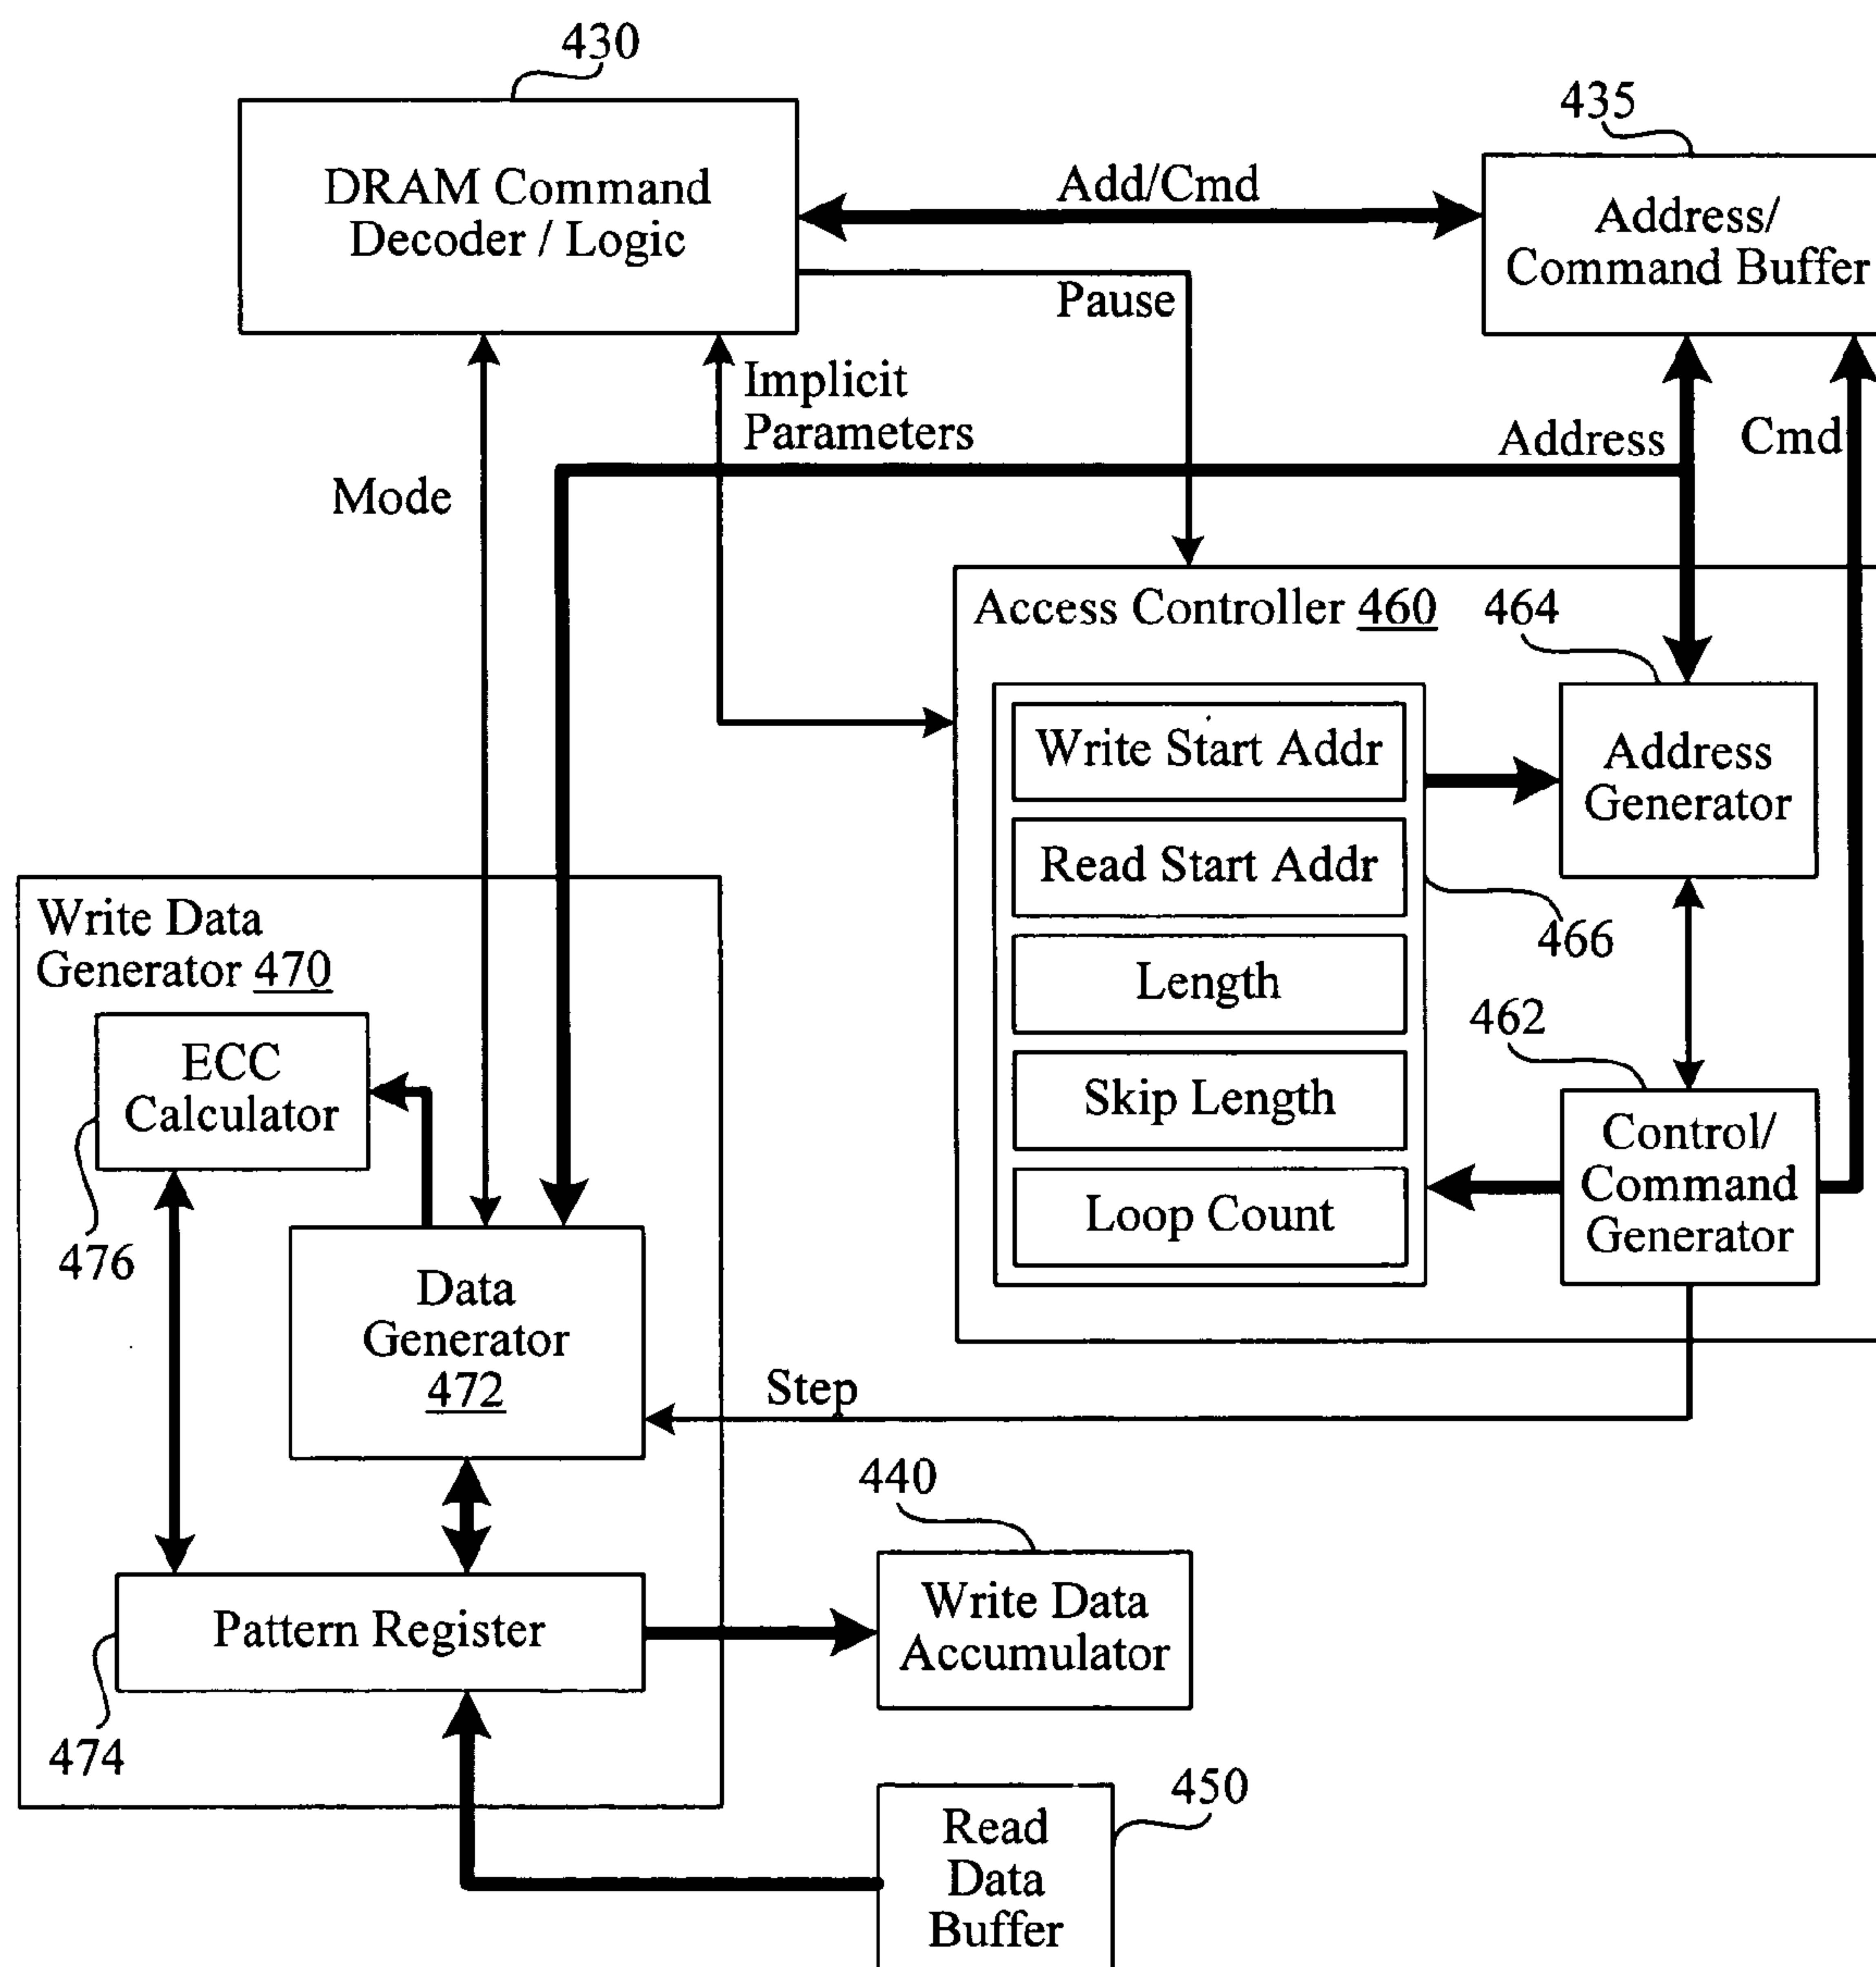 430
435
DRAM Command
Decoder / Logic
Add/Cmd
Address/
Command Buffer
Pause
Implicit
Parameters
Address
Cmd
Mode
Access Controller 460
464
Write Start Addr
Address
Generator
Read Start Addr
466
Write Data
Generator 470
Length
462
ECC
Calculator
Skip Length
Control/
Command
Generator
Loop Count
476
Data
Generator
472
Step
440
Pattern Register
Write Data
Accumulator
474
450
Read
Data
Buffer